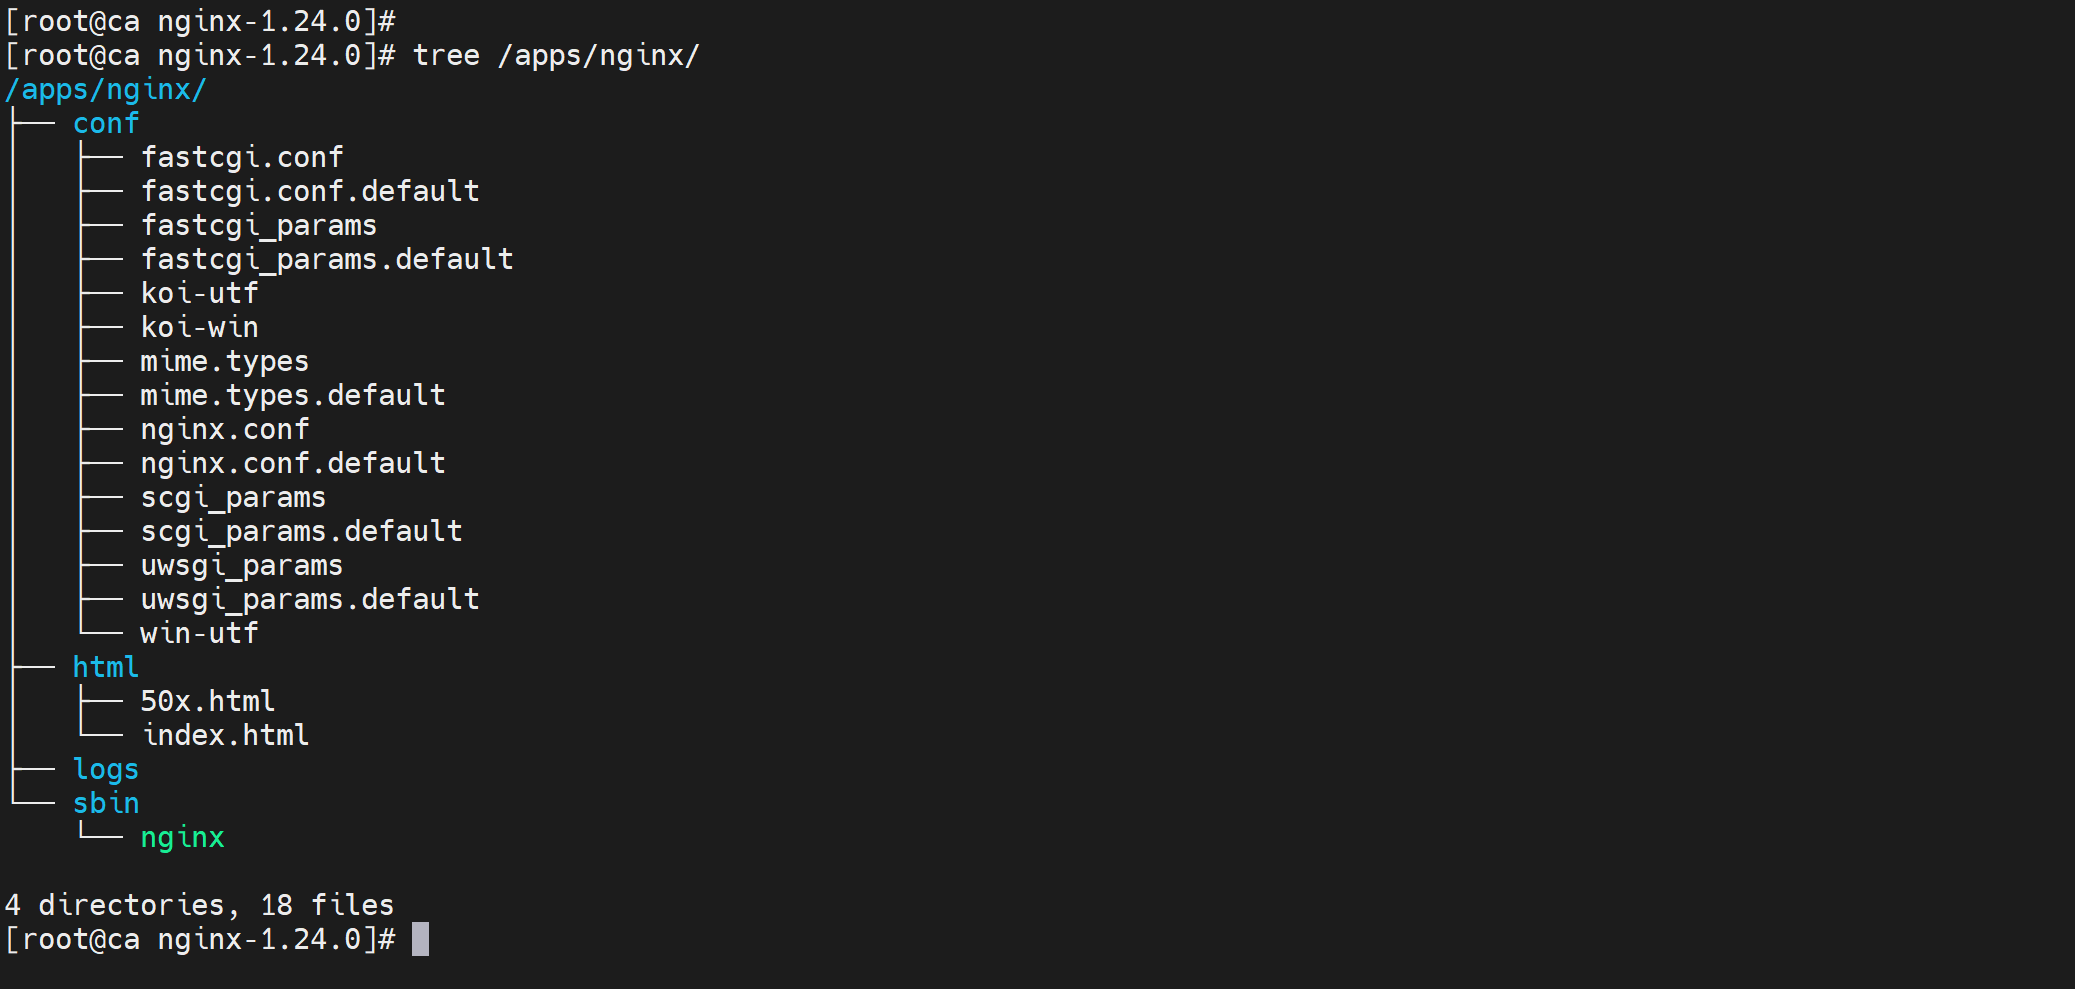 [root@ca nginx-1.24.0]#
[root@ca nginx-1.24.0]# tree /apps/nginx/
/apps/nginx/
├── conf
│   ├── fastcgi.conf
│   ├── fastcgi.conf.default
│   ├── fastcgi_params
│   ├── fastcgi_params.default
│   ├── koi-utf
│   ├── koi-win
│   ├── mime.types
│   ├── mime.types.default
│   ├── nginx.conf
│   ├── nginx.conf.default
│   ├── scgi_params
│   ├── scgi_params.default
│   ├── uwsgi_params
│   ├── uwsgi_params.default
│   └── win-utf
├── html
│   ├── 50x.html
│   └── index.html
├── logs
└── sbin
    └── nginx

4 directories, 18 files
[root@ca nginx-1.24.0]#